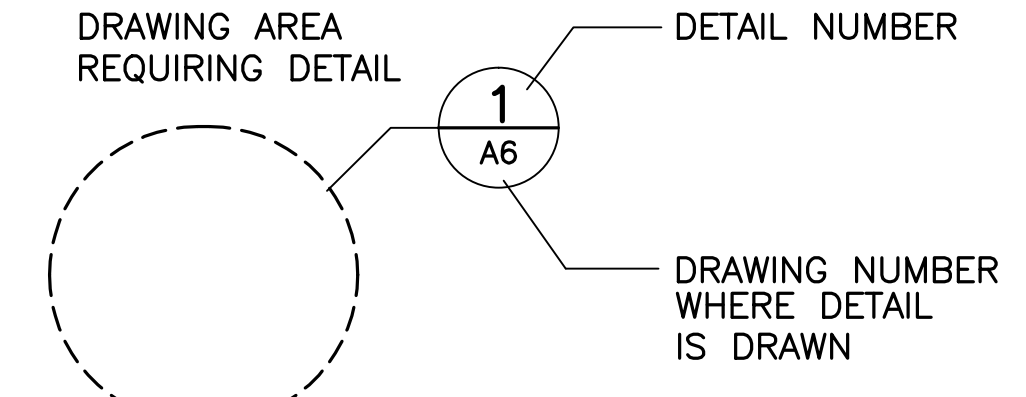 DRAWING AREA
REQUIRING DETAIL
1
A6
DETAIL NUMBER
DRAWING NUMBER
WHERE DETAIL
IS DRAWN